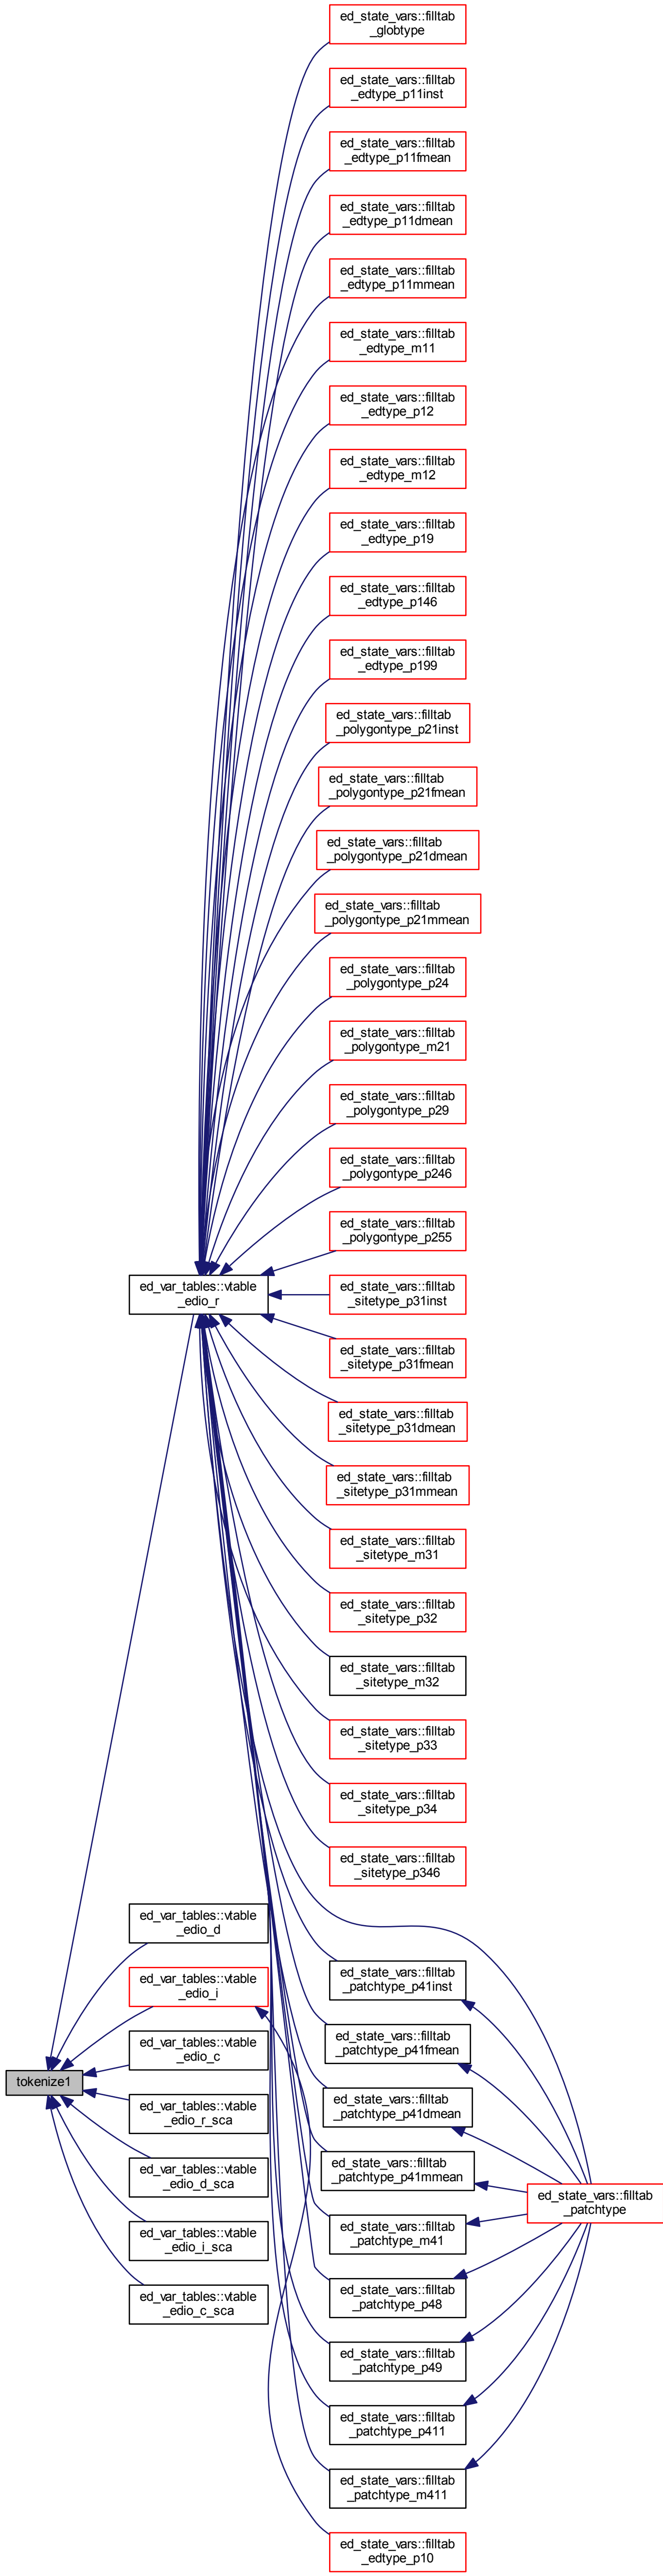 ed_state_vars::filltab
_globtype
ed_state_vars::filltab
_edtype_p11inst
ed_state_vars::filltab
_edtype_p11fmean
ed_state_vars::filltab
_edtype_p11dmean
ed_state_vars::filltab
_edtype_p11mmean
ed_state_vars::filltab
_edtype_m11
ed_state_vars::filltab
_edtype_p12
ed_state_vars::filltab
_edtype_m12
ed_state_vars::filltab
_edtype_p19
ed_state_vars::filltab
_edtype_p146
ed_state_vars::filltab
_edtype_p199
ed_state_vars::filltab
_polygontype_p21inst
ed_state_vars::filltab
_polygontype_p21fmean
ed_state_vars::filltab
_polygontype_p21dmean
ed_state_vars::filltab
_polygontype_p21mmean
ed_state_vars::filltab
_polygontype_p24
ed_state_vars::filltab
_polygontype_m21
ed_state_vars::filltab
_polygontype_p29
ed_state_vars::filltab
_polygontype_p246
ed_state_vars::filltab
_polygontype_p255
ed_var_tables::vtable
_edio_r
ed_state_vars::filltab
_sitetype_p31inst
ed_state_vars::filltab
_sitetype_p31fmean
ed_state_vars::filltab
_sitetype_p31dmean
ed_state_vars::filltab
_sitetype_p31mmean
ed_state_vars::filltab
_sitetype_m31
ed_state_vars::filltab
_sitetype_p32
ed_state_vars::filltab
_sitetype_m32
ed_state_vars::filltab
_sitetype_p33
ed_state_vars::filltab
_sitetype_p34
ed_state_vars::filltab
_sitetype_p346
ed_var_tables::vtable
_edio_d
ed_var_tables::vtable
_edio_i
ed_var_tables::vtable
_edio_c
tokenize1
ed_var_tables::vtable
_edio_r_sca
ed_var_tables::vtable
_edio_d_sca
ed_var_tables::vtable
_edio_i_sca
ed_var_tables::vtable
_edio_c_sca
ed_state_vars::filltab
_patchtype_p41inst
ed_state_vars::filltab
_patchtype_p41fmean
ed_state_vars::filltab
_patchtype_p41dmean
ed_state_vars::filltab
_patchtype_p41mmean
ed_state_vars::filltab
_patchtype
ed_state_vars::filltab
_patchtype_m41
ed_state_vars::filltab
_patchtype_p48
ed_state_vars::filltab
_patchtype_p49
ed_state_vars::filltab
_patchtype_p411
ed_state_vars::filltab
_patchtype_m411
ed_state_vars::filltab
_edtype_p10